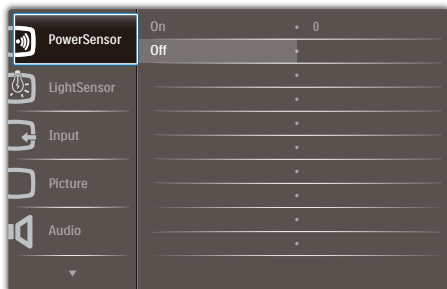 PowerSensor
On • 0
Off
LightSensor
Input
Picture
Audio